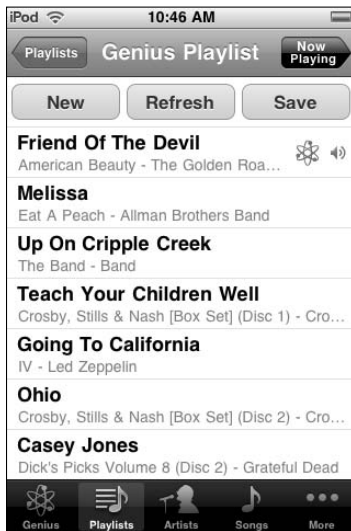 iPod 10:46 AM
Playlists Genius Playlist Now Playing
New Refresh Save
Friend Of The Devil
American Beauty - The Golden Roa...
Melissa
Eat A Peach - Allman Brothers Band
Up On Cripple Creek
The Band - Band
Teach Your Children Well
Crosby, Stills & Nash [Box Set] (Disc 1) - Cro...
Going To California
IV - Led Zeppelin
Ohio
Crosby, Stills & Nash [Box Set] (Disc 2) - Cro...
Casey Jones
Dick's Picks Volume 8 (Disc 2) - Grateful Dead
Genius Playlists Artists Songs More